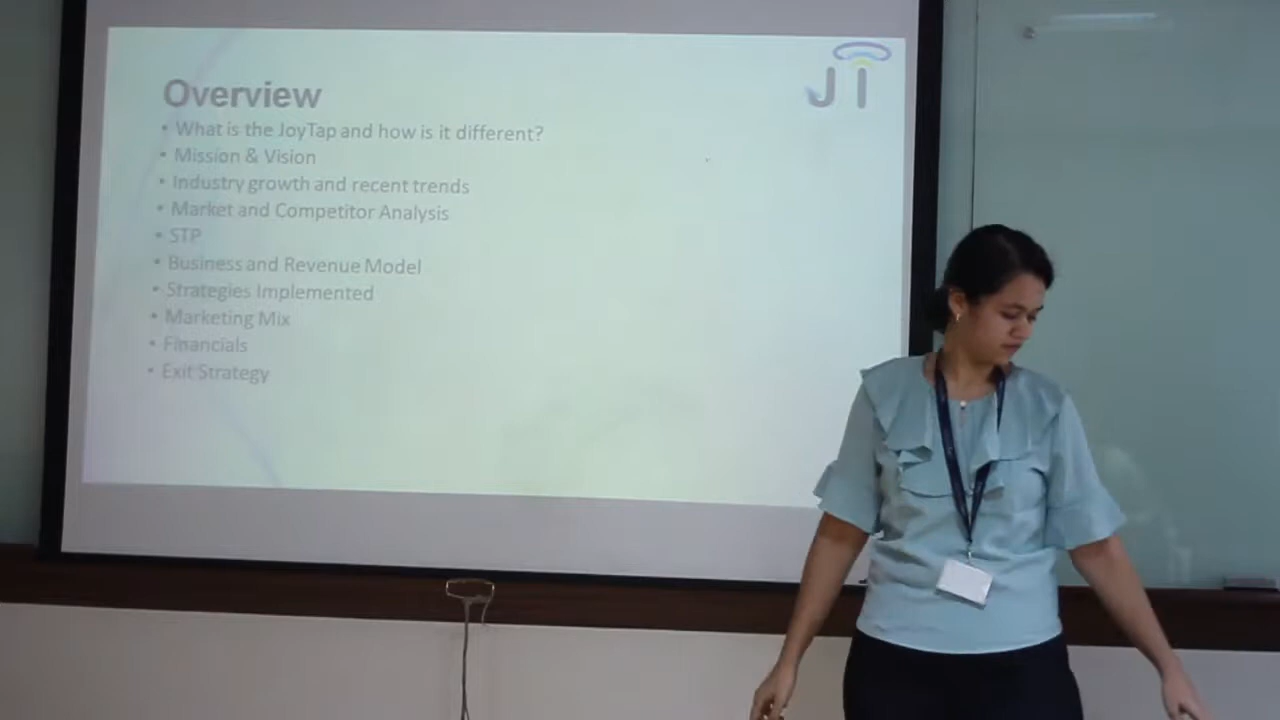 JT
Overview
• What is the JoyTap and how is it different?
• Mission & Vision
• Industry growth and recent trends
• Market and Competitor Analysis
• STP
• Business and Revenue Model
• Strategies Implemented
• Marketing Mix
• Financials
• Exit Strategy